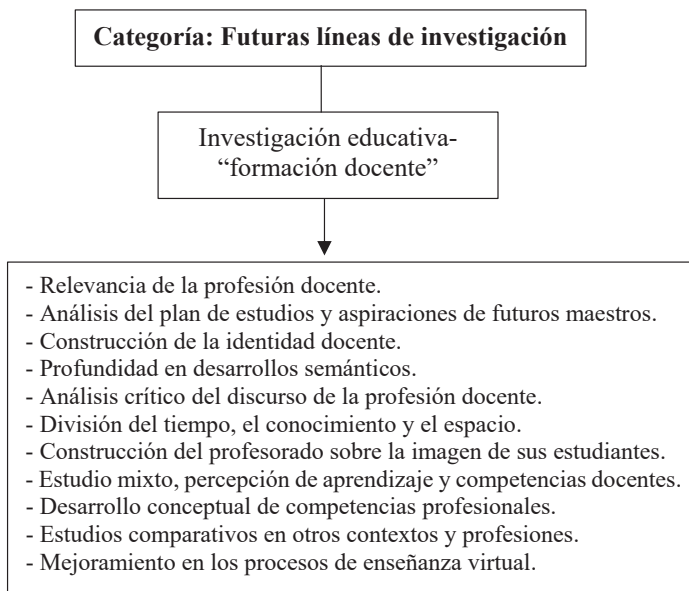 Categoría: Futuras líneas de investigación
Investigación educativa-
“formación docente”
- Relevancia de la profesión docente.
- Análisis del plan de estudios y aspiraciones de futuros maestros.
- Construcción de la identidad docente.
- Profundidad en desarrollos semánticos.
- Análisis crítico del discurso de la profesión docente.
- División del tiempo, el conocimiento y el espacio.
- Construcción del profesorado sobre la imagen de sus estudiantes.
- Estudio mixto, percepción de aprendizaje y competencias docentes.
- Desarrollo conceptual de competencias profesionales.
- Estudios comparativos en otros contextos y profesiones.
- Mejoramiento en los procesos de enseñanza virtual.